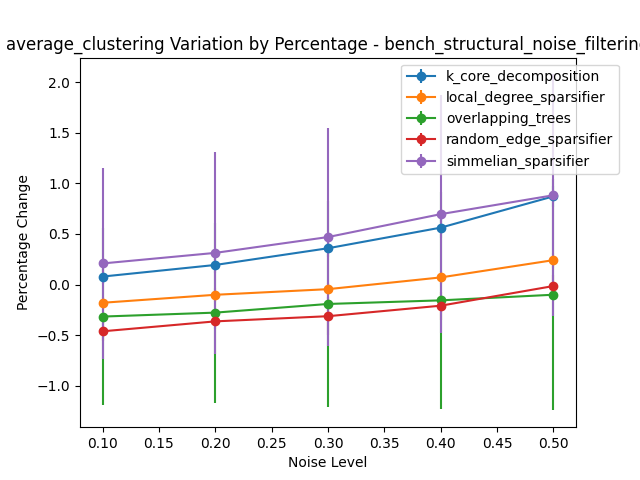 average_clustering Variation by Percentage - bench_structural_noise_filtering
k_core_decomposition
local_degree_sparsifier
overlapping_trees
random_edge_sparsifier
simmelian_sparsifier
Percentage Change
2.0
1.5
1.0
0.5
0.0
−0.5
−1.0
0.10 0.15 0.20 0.25 0.30 0.35 0.40 0.45 0.50
Noise Level